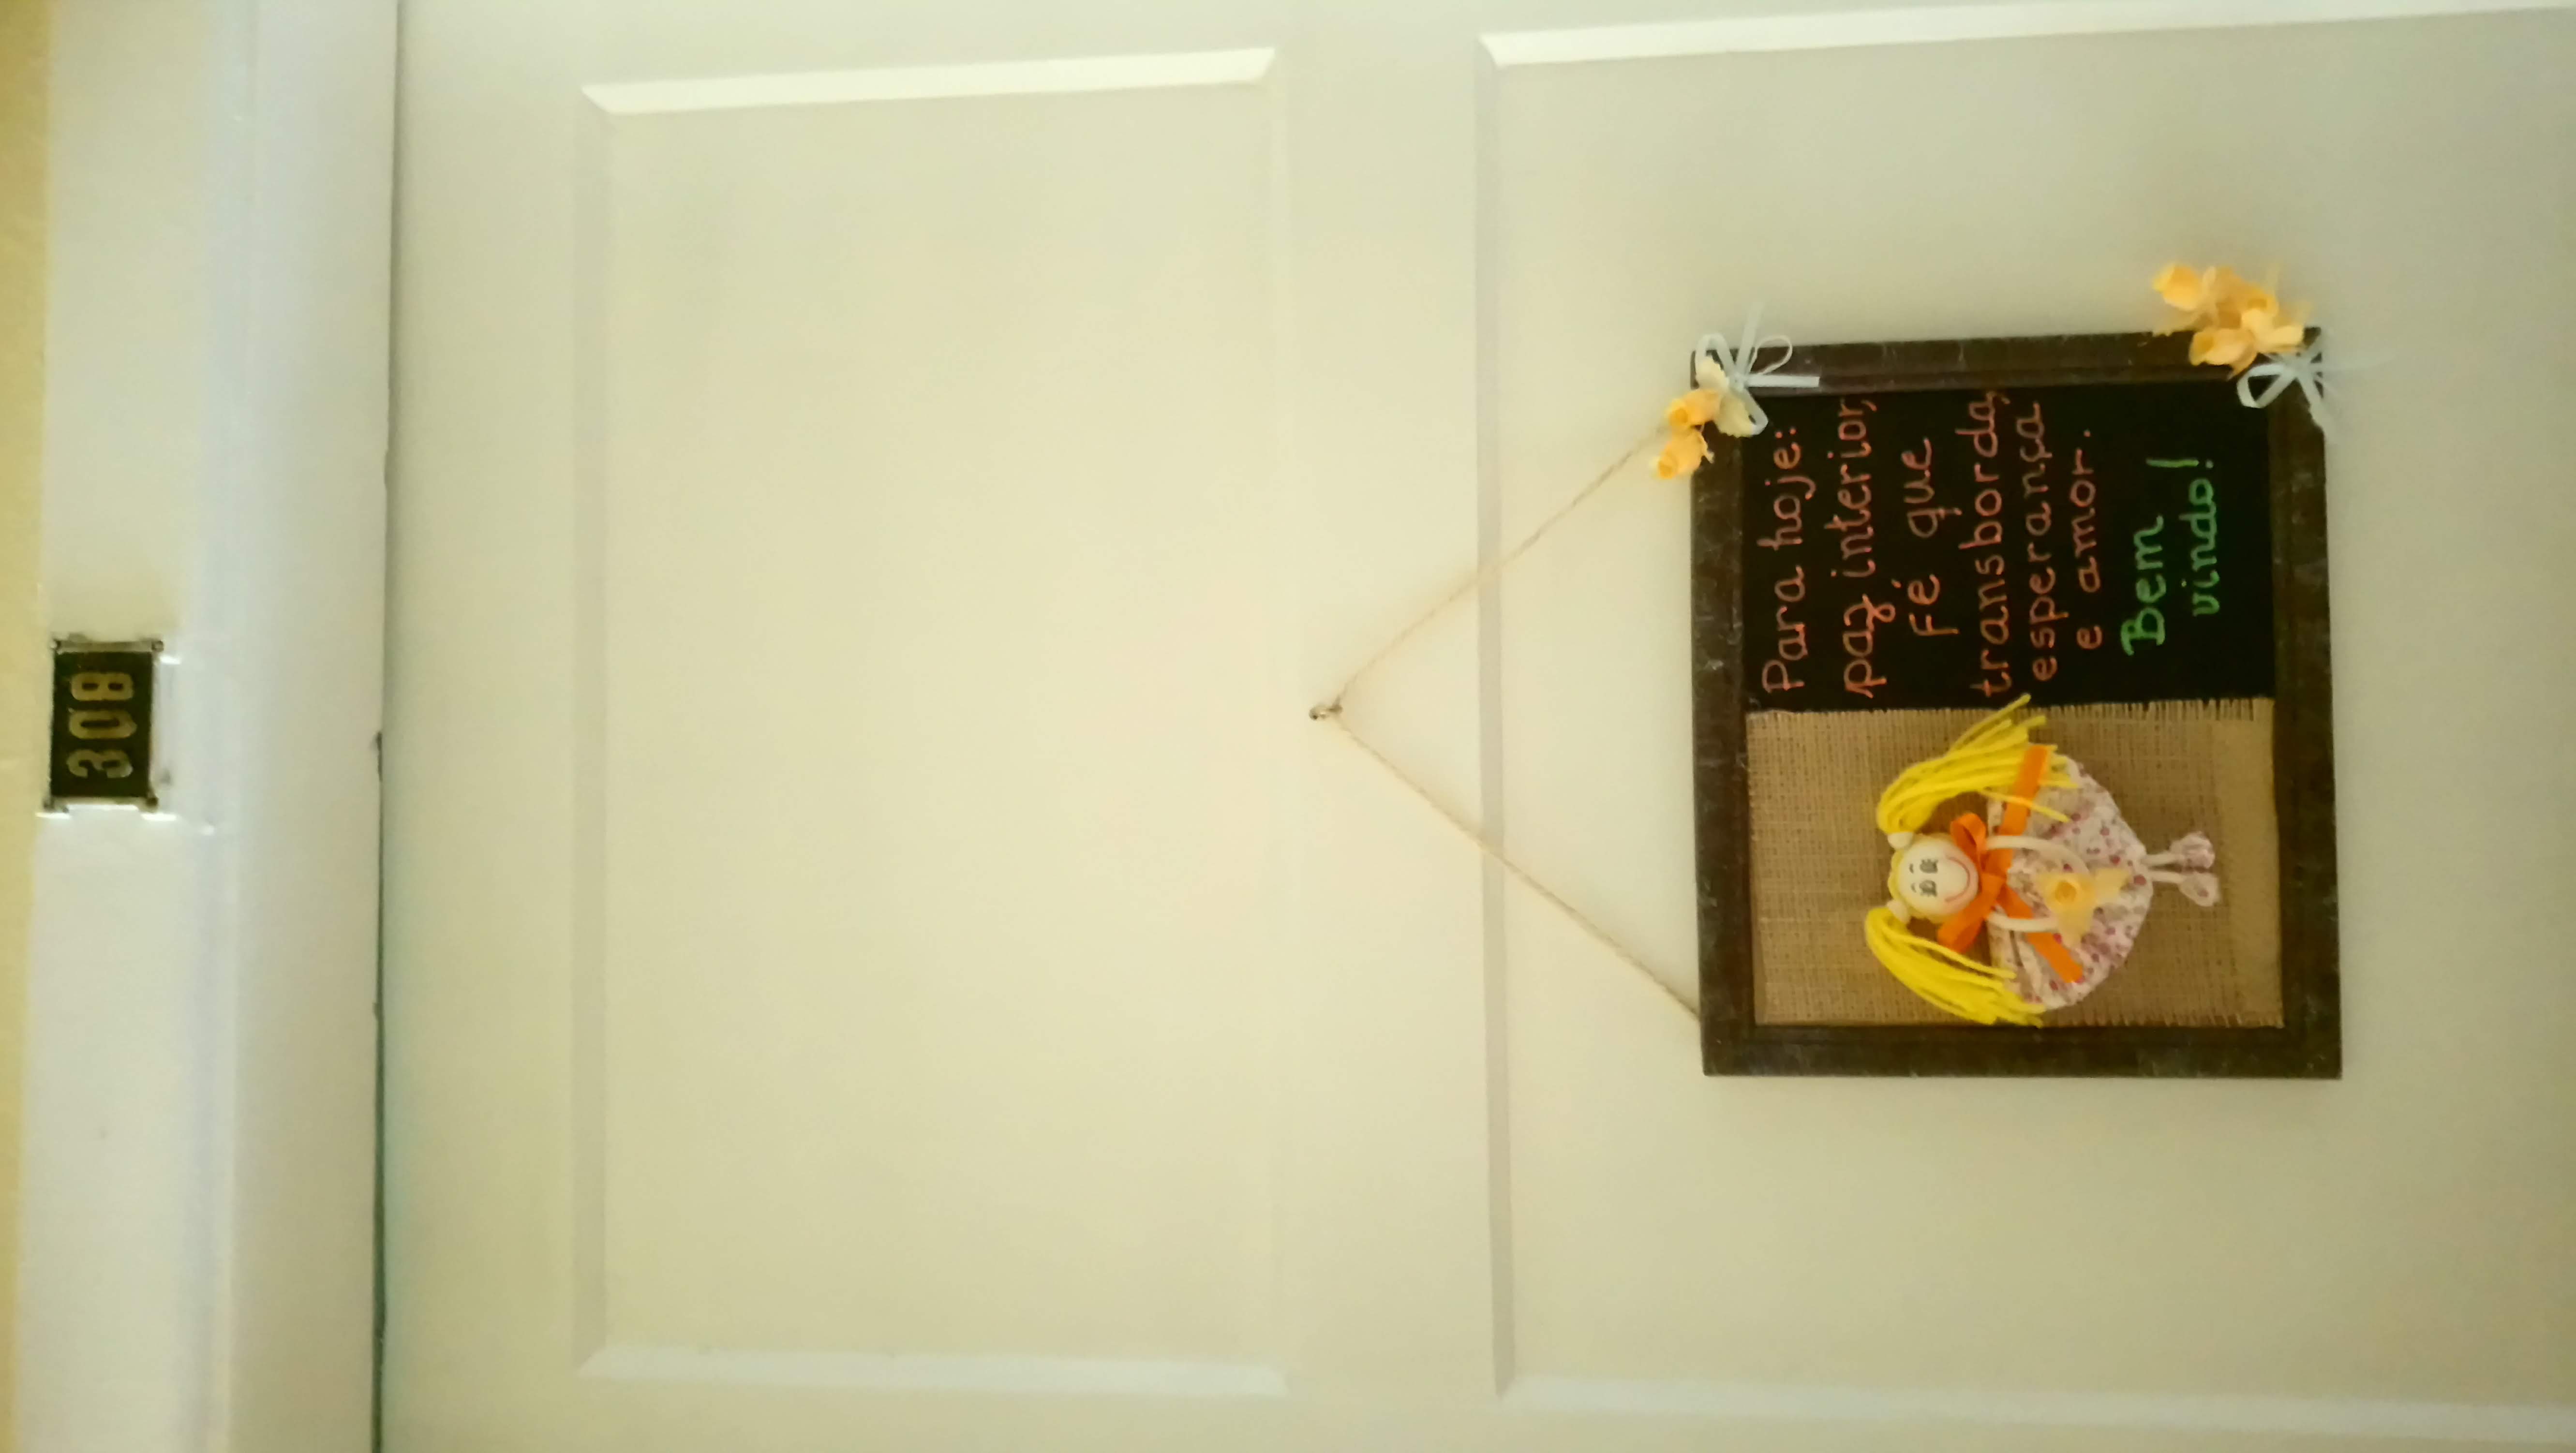 308
Para hoje:
paz interior,
Fé que
transborda,
esperança
e amor.
Bem
vindo!